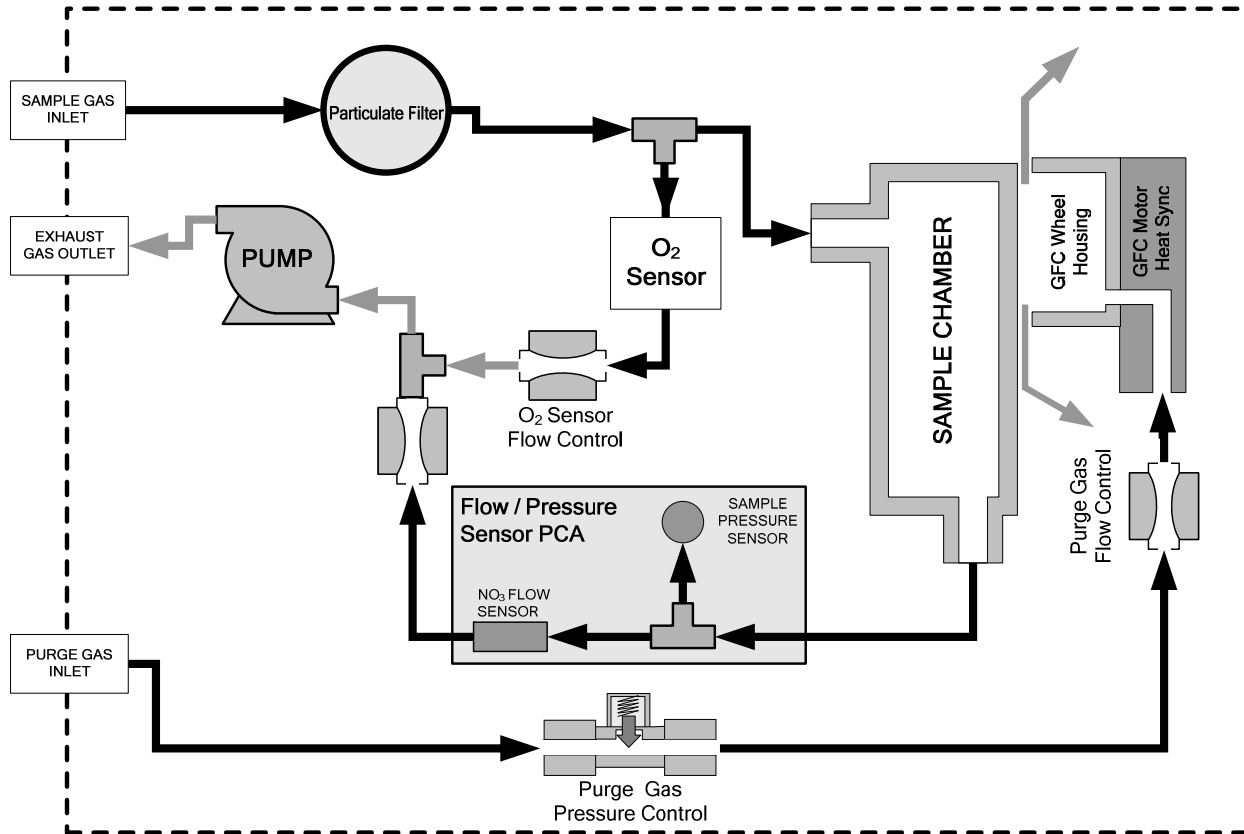 SAMPLE GAS
INLET
Particulate Filter
EXHAUST
GAS OUTLET
PUMP
O₂
Sensor
SAMPLE CHAMBER
GFC Wheel
Housing
GFC Motor
Heat Sync
O₂ Sensor
Flow Control
Flow / Pressure
Sensor PCA
SAMPLE
PRESSURE
SENSOR
NO₃ FLOW
SENSOR
Purge Gas
Flow Control
PURGE GAS
INLET
Purge Gas
Pressure Control